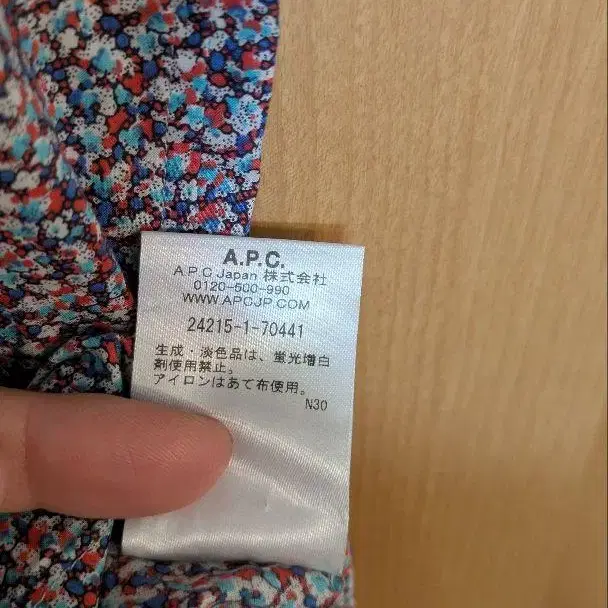 A.P.C.
A.P.C Japan 株式会社
0120-500-990
WWW.APCJP.COM
24215-1-70441
生成・淡色品は、蛍光増白
剤使用禁止。
アイロンはあて布使用。
N30